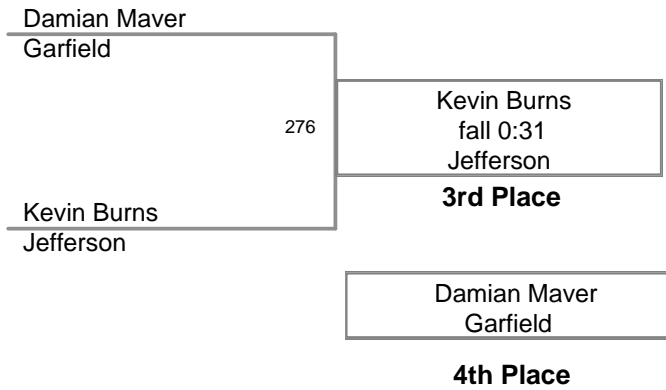 Damian Maver
Garfield
276
Kevin Burns
fall 0:31
Jefferson
3rd Place
Kevin Burns
Jefferson
Damian Maver
Garfield
4th Place